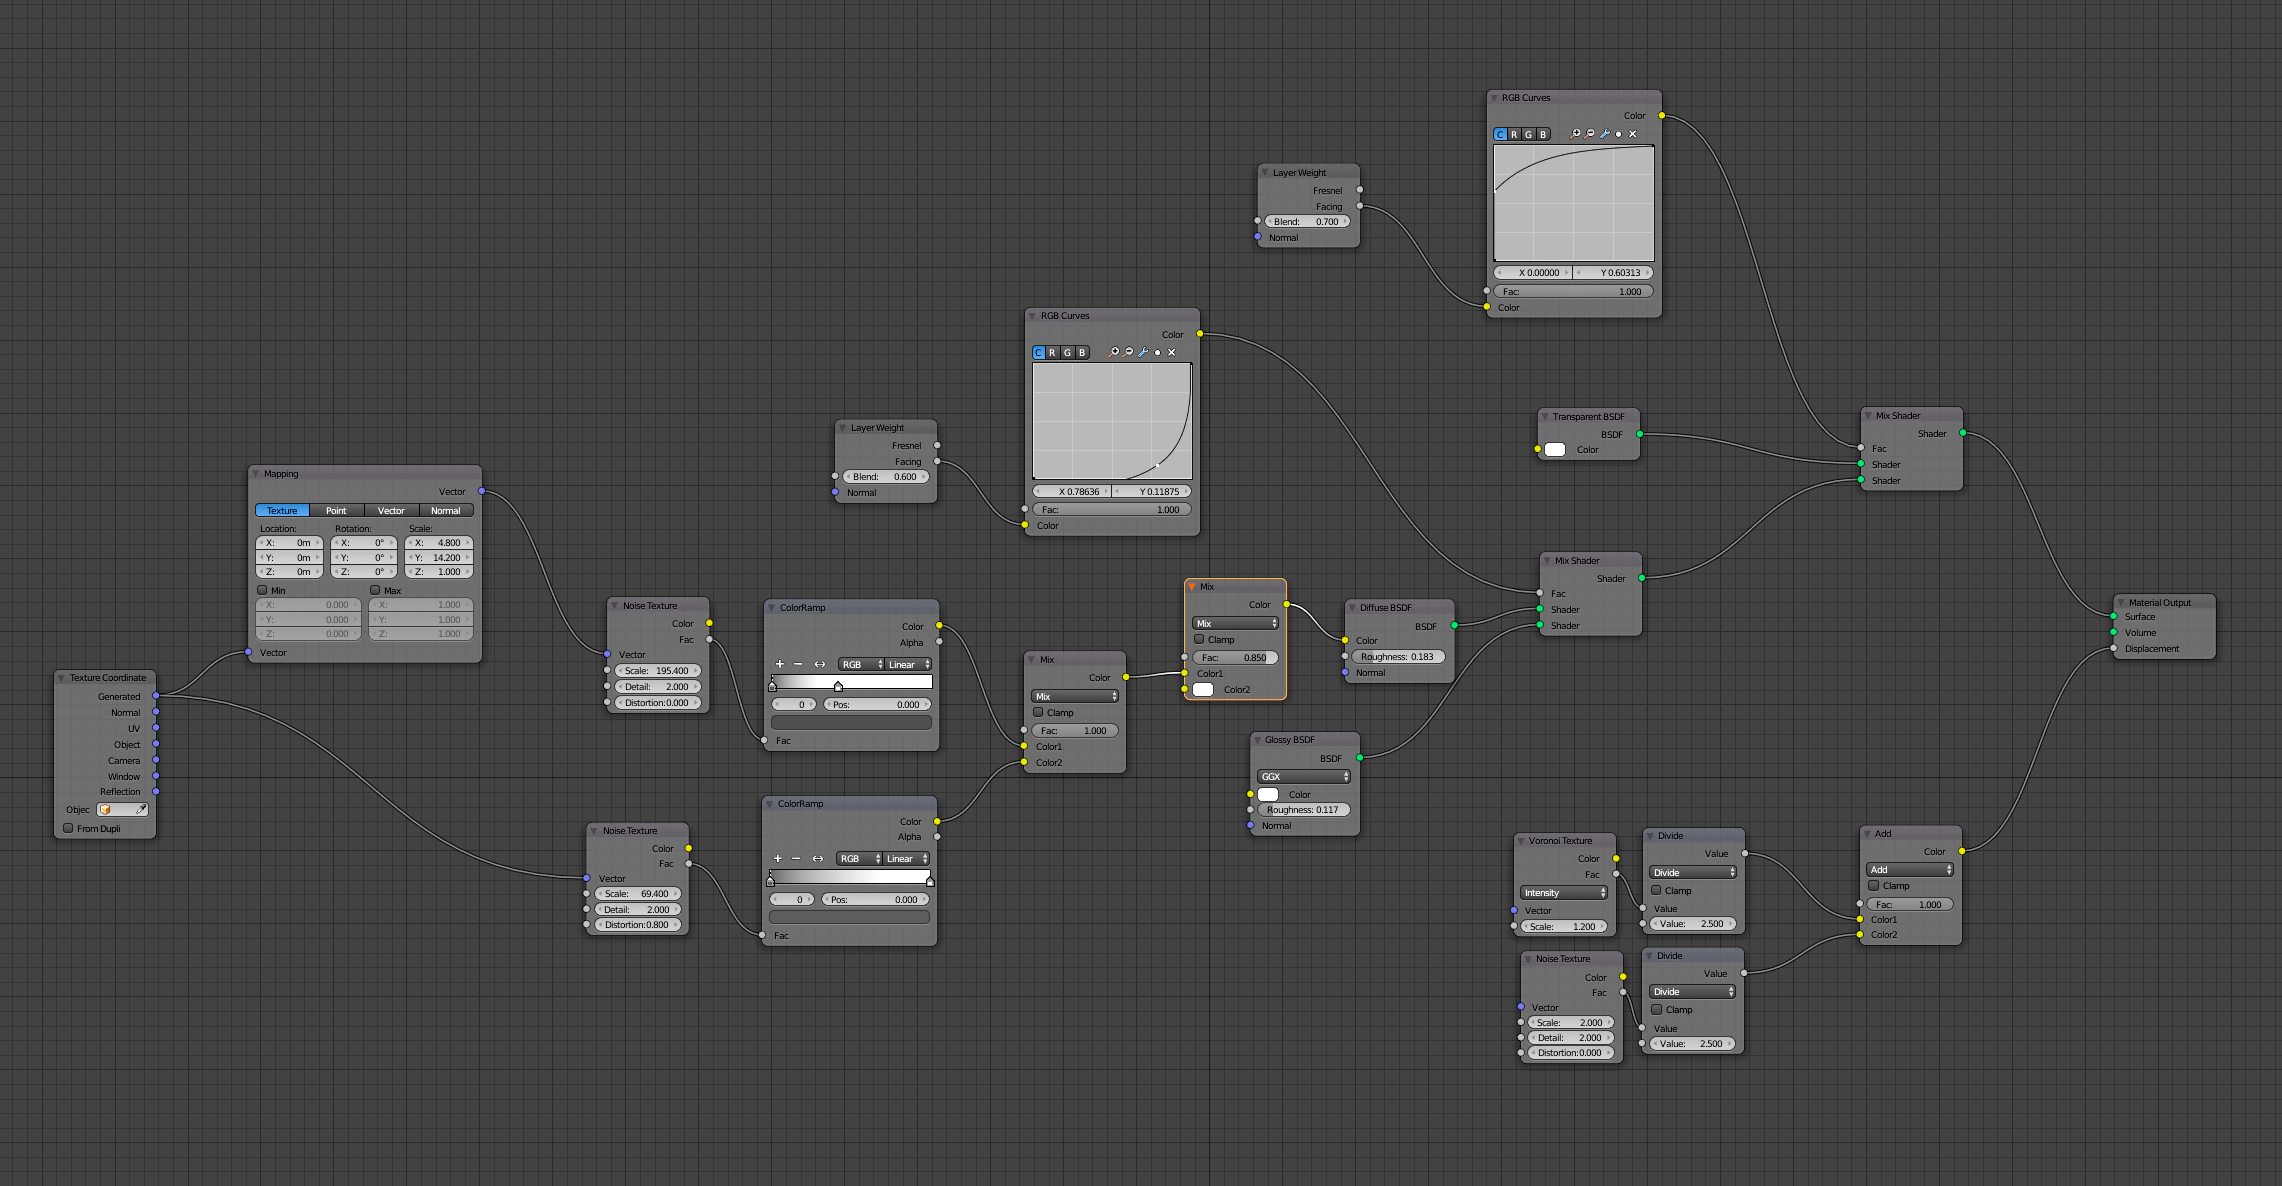 RGB Curves
Color
C R G B
X 0.00000 Y 0.60313
Fac: 1.000
Color
Layer Weight
Fresnel
Facing
Blend: 0.700
Normal
RGB Curves
Color
C R G B
X 0.78636 Y 0.11875
Fac: 1.000
Color
Layer Weight
Fresnel
Facing
Blend: 0.600
Normal
Transparent BSDF
BSDF
Color
Mix Shader
Shader
Fac
Shader
Shader
Mapping
Vector
Texture Point Vector Normal
Location: Rotation: Scale:
X: 0m X: 0° X: 4.800
Y: 0m Y: 0° Y: 14.200
Z: 0m Z: 0° Z: 1.000
Min Max
X: 0.000 X: 1.000
Y: 0.000 Y: 1.000
Z: 0.000 Z: 1.000
Vector
Texture Coordinate
Generated
Normal
UV
Object
Camera
Window
Reflection
Objec
From Dupli
Noise Texture
Color
Fac
Vector
Scale: 195.400
Detail: 2.000
Distortion:0.000
ColorRamp
Color
Alpha
RGB Linear
0 Pos: 0.000
Fac
Noise Texture
Color
Fac
Vector
Scale: 69.400
Detail: 2.000
Distortion:0.800
ColorRamp
Color
Alpha
RGB Linear
0 Pos: 0.000
Fac
Mix
Color
Mix
Clamp
Fac: 1.000
Color1
Color2
Mix
Color
Mix
Clamp
Fac: 0.850
Color1
Color2
Diffuse BSDF
BSDF
Color
Roughness: 0.183
Normal
Glossy BSDF
BSDF
GGX
Color
Roughness: 0.117
Normal
Mix Shader
Shader
Fac
Shader
Shader
Material Output
Surface
Volume
Displacement
Voronoi Texture
Color
Fac
Intensity
Vector
Scale: 1.200
Divide
Value
Divide
Clamp
Value
Value: 2.500
Noise Texture
Color
Fac
Vector
Scale: 2.000
Detail: 2.000
Distortion:0.000
Divide
Value
Divide
Clamp
Value
Value: 2.500
Add
Color
Add
Clamp
Fac: 1.000
Color1
Color2